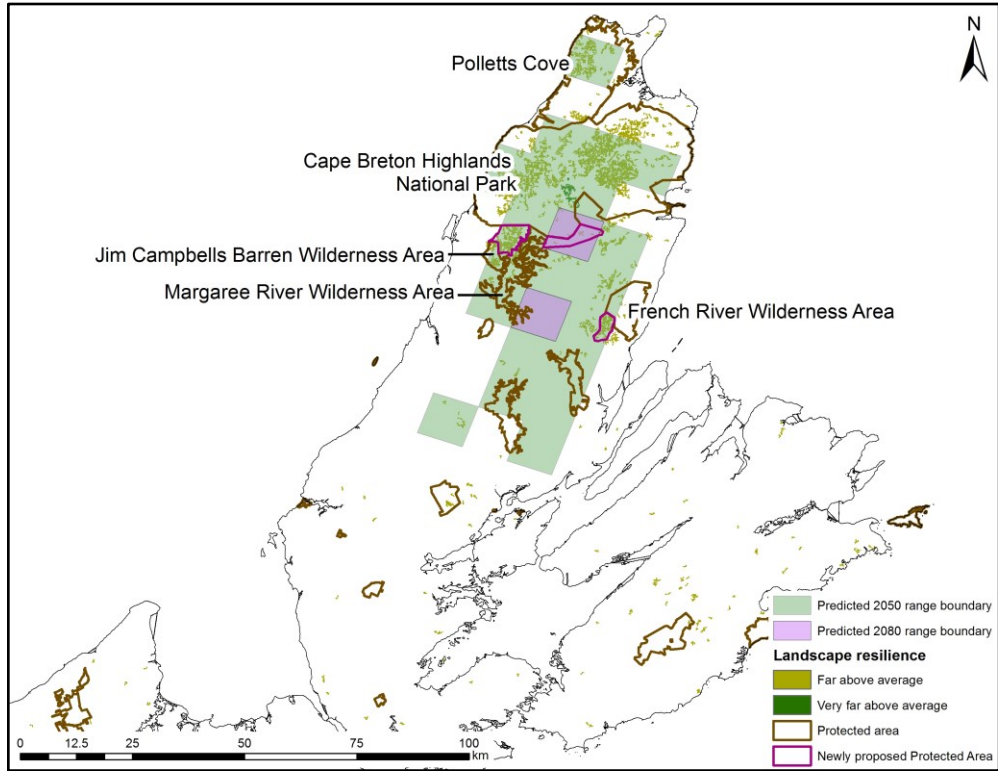 N
Polletts Cove
Cape Breton Highlands
National Park
Jim Campbells Barren Wilderness Area
Margaree River Wilderness Area
French River Wilderness Area
Predicted 2050 range boundary
Predicted 2080 range boundary
Landscape resilience
Far above average
Very far above average
Protected area
Newly proposed Protected Area
0 12.5 25 50 75 100
km